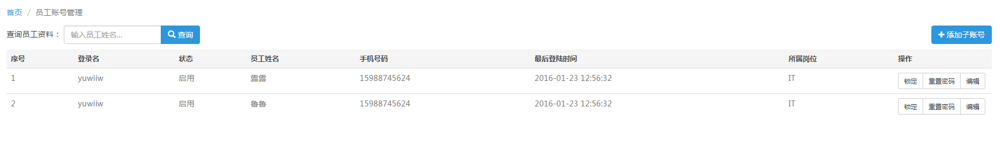 首页 / 员工账号管理
查询员工资料： 输入员工姓名... 查询 添加子账号
序号 登录名 状态 员工姓名 手机号码 最后登陆时间 所属岗位 操作
1 yuwiiw 启用 露露 15988745624 2016-01-23 12:56:32 IT 锁定 重置密码 编辑
2 yuwiiw 启用 鲁鲁 15988745624 2016-01-23 12:56:32 IT 锁定 重置密码 编辑